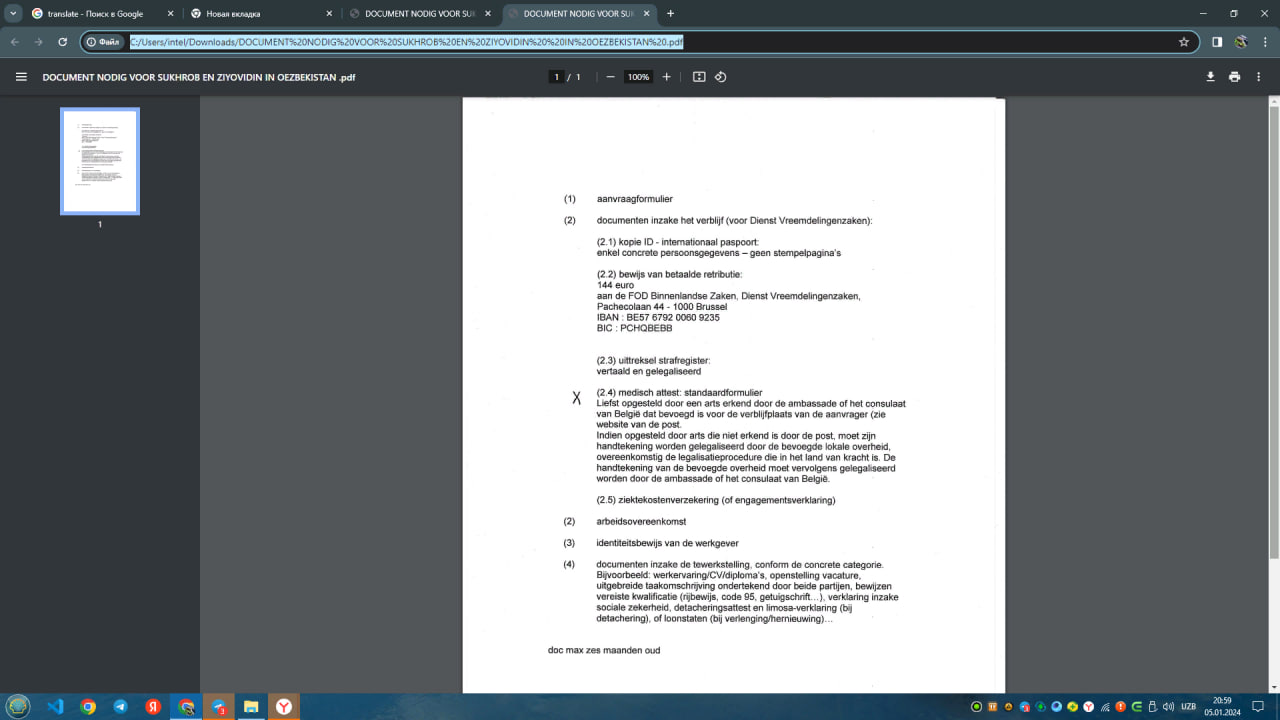 translate - Поиск в Google
Новая вкладка
DOCUMENT NODIG VOOR SUK
DOCUMENT NODIG VOOR SUK
Файл
C:/Users/intel/Downloads/DOCUMENT%20NODIG%20VOOR%20SUKHROB%20EN%20ZIYOVIDIN%20%20IN%20OEZBEKISTAN%20.pdf
DOCUMENT NODIG VOOR SUKHROB EN ZIYOVIDIN IN OEZBEKISTAN .pdf
1 / 1
100%
1
(1) aanvraagformulier
(2) documenten inzake het verblijf (voor Dienst Vreemdelingenzaken):
(2.1) kopie ID - internationaal paspoort:
enkel concrete persoonsgegevens – geen stempelpagina's
(2.2) bewijs van betaalde retributie:
144 euro
aan de FOD Binnenlandse Zaken, Dienst Vreemdelingenzaken,
Pachecolaan 44 - 1000 Brussel
IBAN : BE57 6792 0060 9235
BIC : PCHQBEBB
(2.3) uittreksel strafregister:
vertaald en gelegaliseerd
X (2.4) medisch attest: standaardformulier
Liefst opgesteld door een arts erkend door de ambassade of het consulaat
van België dat bevoegd is voor de verblijfplaats van de aanvrager (zie
website van de post.
Indien opgesteld door arts die niet erkend is door de post, moet zijn
handtekening worden gelegaliseerd door de bevoegde lokale overheid,
overeenkomstig de legalisatieprocedure die in het land van kracht is. De
handtekening van de bevoegde overheid moet vervolgens gelegaliseerd
worden door de ambassade of het consulaat van België.
(2.5) ziektekostenverzekering (of engagementsverklaring)
(2) arbeidsovereenkomst
(3) identiteitsbewijs van de werkgever
(4) documenten inzake de tewerkstelling, conform de concrete categorie.
Bijvoorbeeld: werkervaring/CV/diploma's, openstelling vacature,
uitgebreide taakomschrijving ondertekend door beide partijen, bewijzen
vereiste kwalificatie (rijbewijs, code 95, getuigschrift...), verklaring inzake
sociale zekerheid, detacheringsattest en limosa-verklaring (bij
detachering), of loonstaten (bij verlenging/hernieuwing)...
doc max zes maanden oud
UZB
20:59
05.01.2024